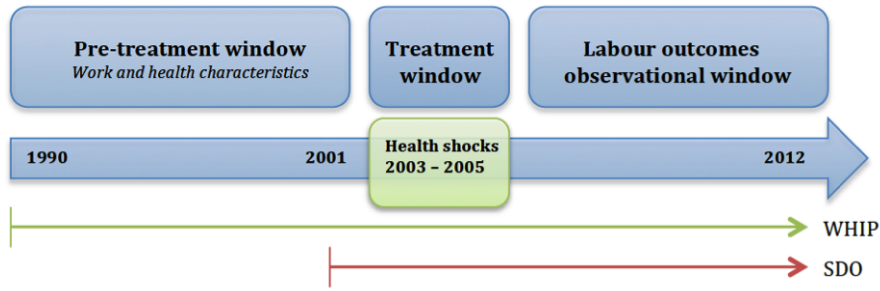 Pre-treatment window
Work and health characteristics
Treatment
window
Labour outcomes
observational window
1990
2001
Health shocks
2003 – 2005
2012
WHIP
SDO